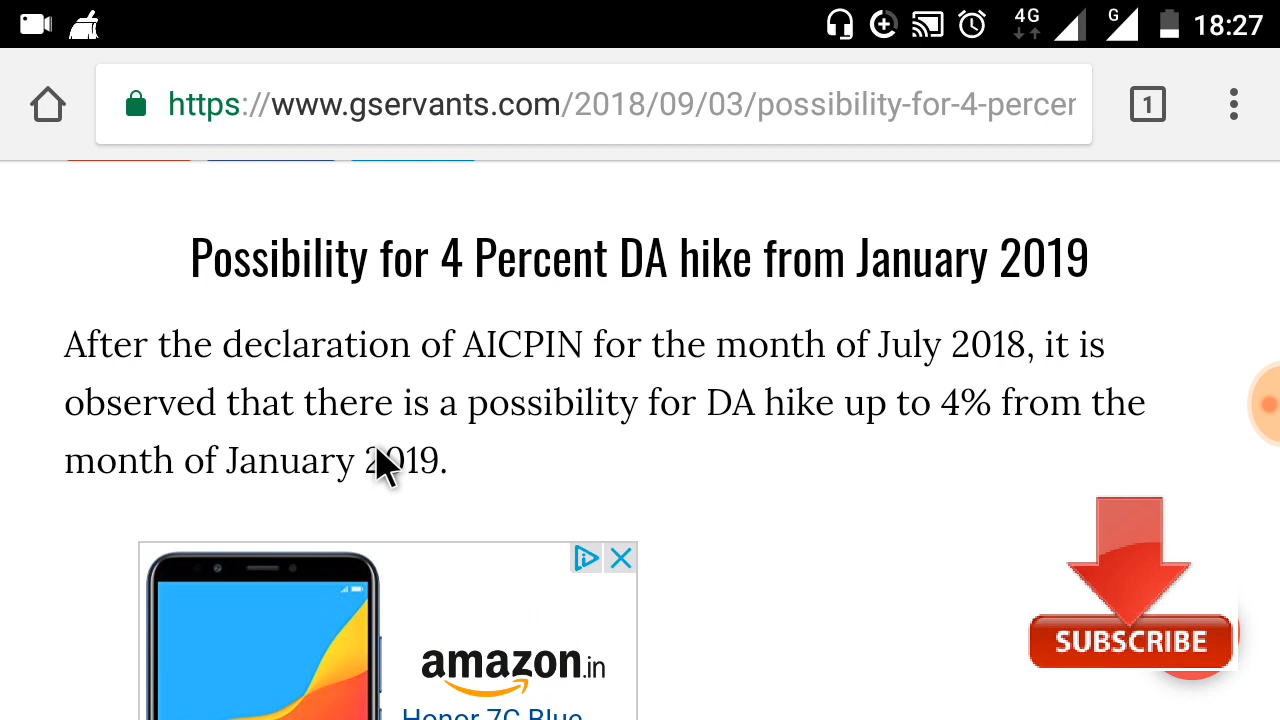 4G G 18:27
https://www.gservants.com/2018/09/03/possibility-for-4-percer
1
Possibility for 4 Percent DA hike from January 2019
After the declaration of AICPIN for the month of July 2018, it is
observed that there is a possibility for DA hike up to 4% from the
month of January 2019.
amazon.in
Honor 7C Blue
SUBSCRIBE